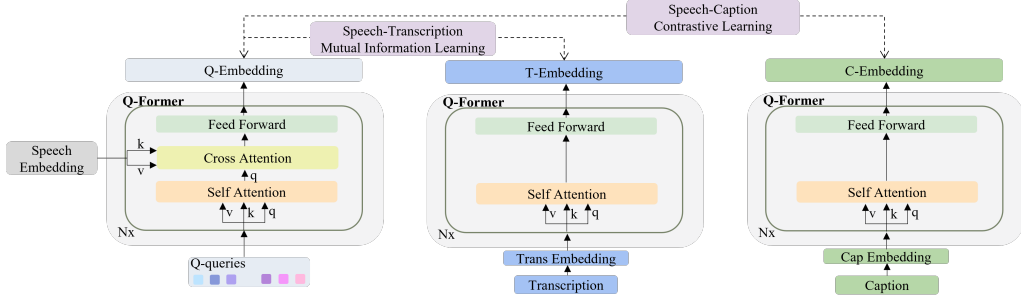 Speech-Caption
Contrastive Learning
Speech-Transcription
Mutual Information Learning
Q-Embedding
T-Embedding
C-Embedding
Q-Former
Feed Forward
Cross Attention
Self Attention
Speech
Embedding
k
v
q
v
k
q
Nx
Q-queries
Q-Former
Feed Forward
Self Attention
v
k
q
Nx
Trans Embedding
Transcription
Q-Former
Feed Forward
Self Attention
v
k
q
Nx
Cap Embedding
Caption